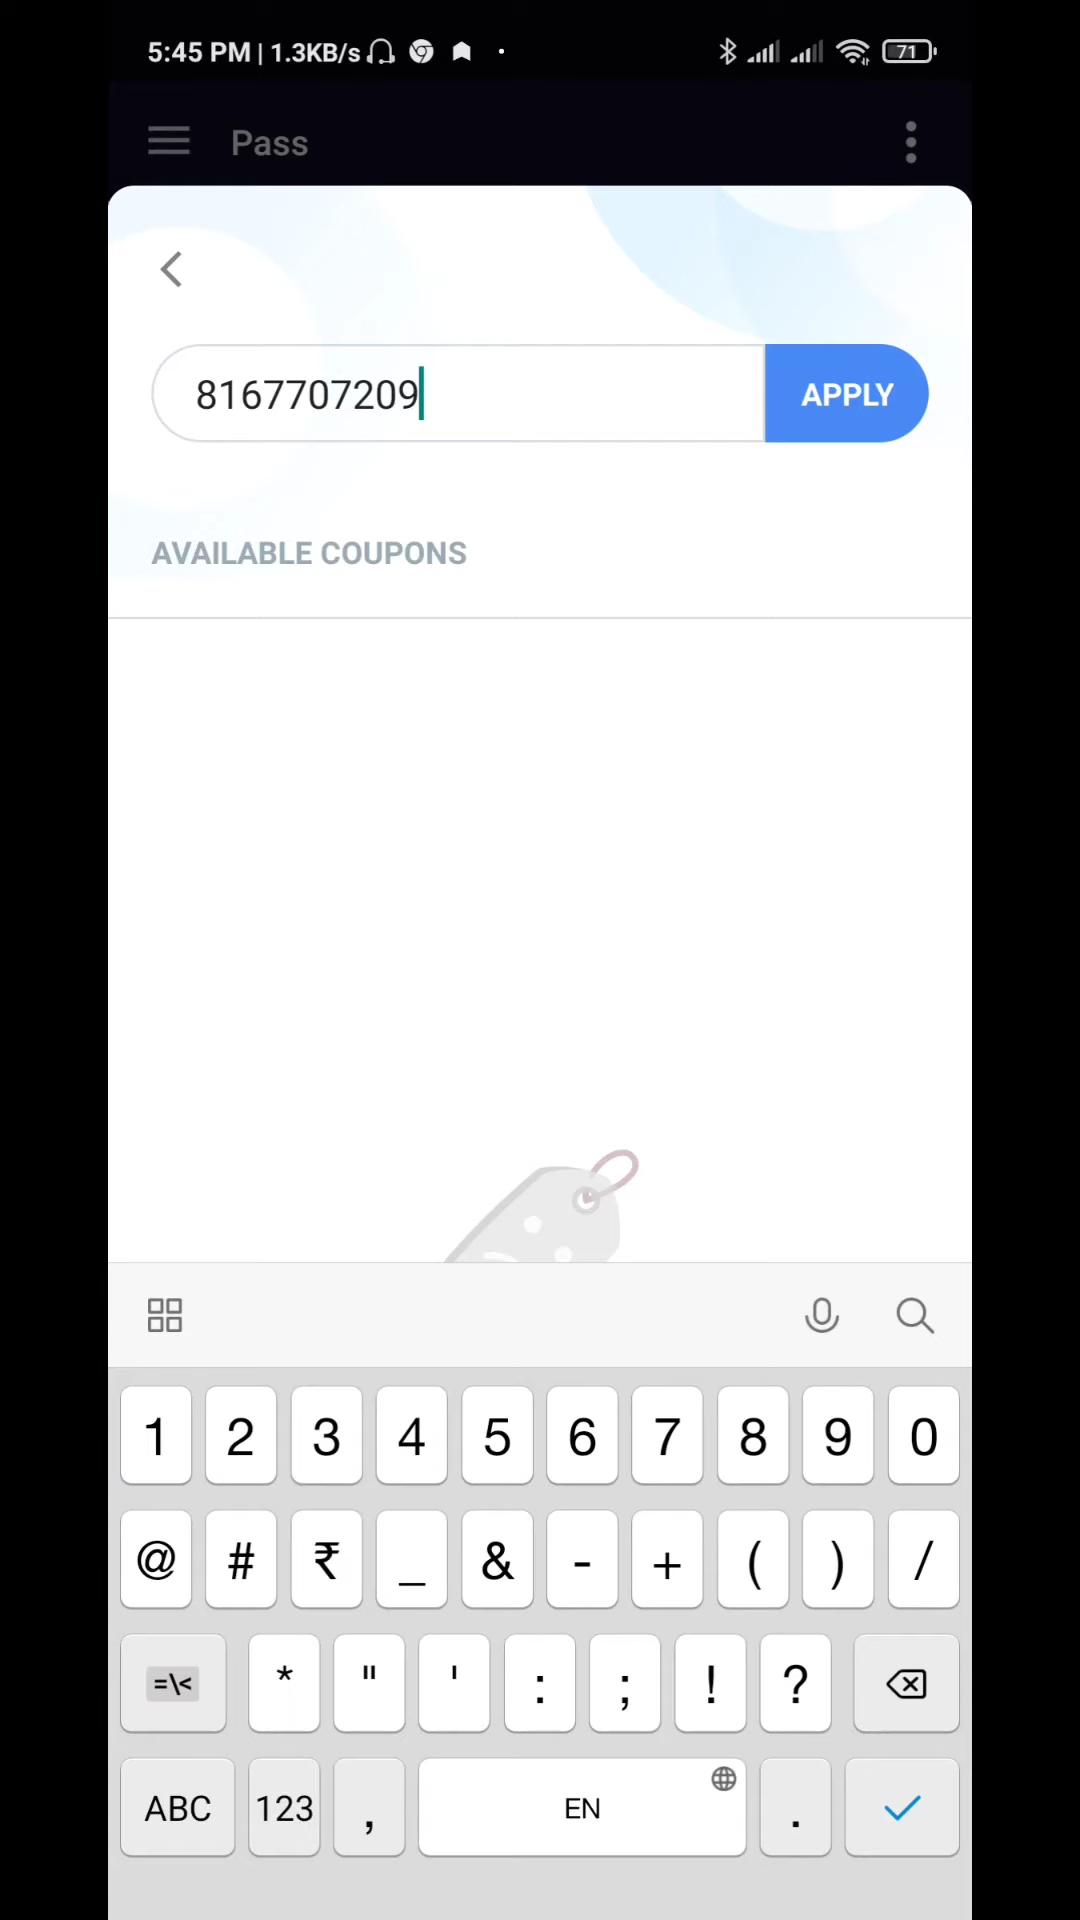 5:45 PM | 1.3KB/s 71
Pass
8167707209 APPLY
AVAILABLE COUPONS
1 2 3 4 5 6 7 8 9 0
@ # ₹ _ & - + ( ) /
=\< * " ' : ; ! ?
ABC 123 , EN .